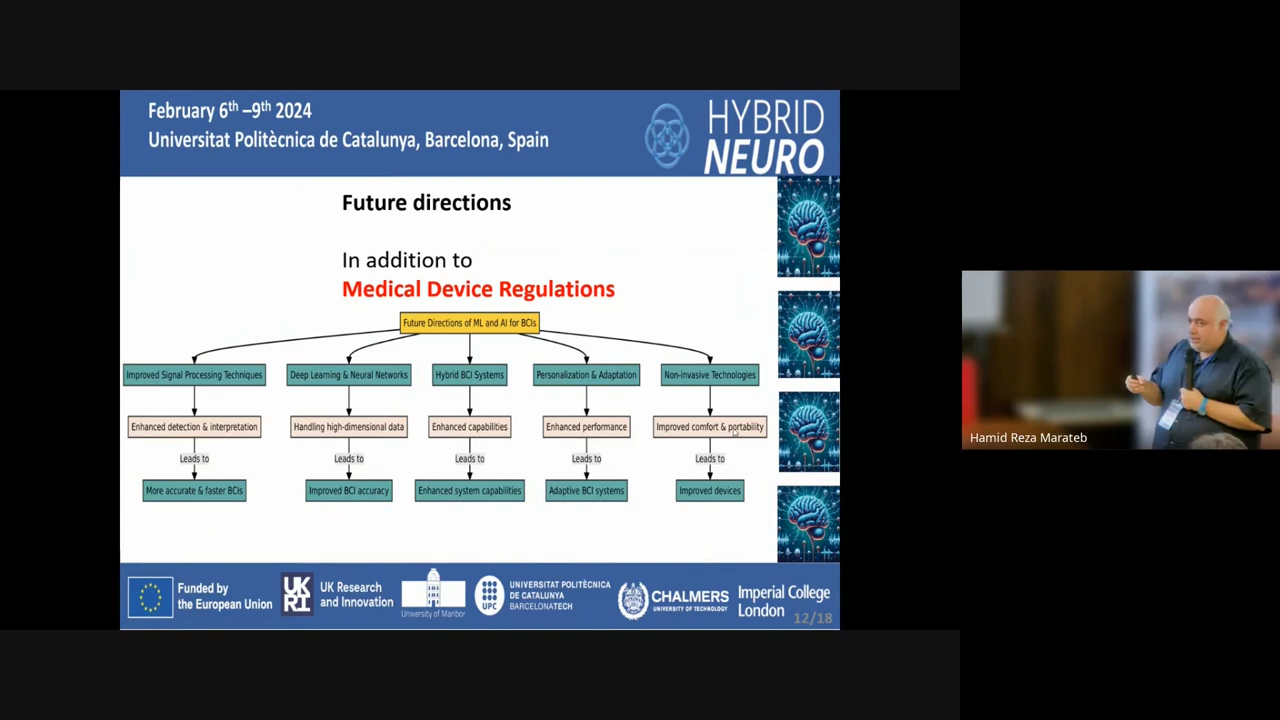 February 6th –9th 2024
Universitat Politècnica de Catalunya, Barcelona, Spain
HYBRID
NEURO
Future directions
In addition to
Medical Device Regulations
Future Directions of ML and AI for BCIs
Improved Signal Processing Techniques
Deep Learning & Neural Networks
Hybrid BCI Systems
Personalization & Adaptation
Non-invasive Technologies
Enhanced detection & interpretation
Handling high-dimensional data
Enhanced capabilities
Enhanced performance
Improved comfort & portability
Leads to
Leads to
Leads to
Leads to
Leads to
More accurate & faster BCIs
Improved BCI accuracy
Enhanced system capabilities
Adaptive BCI systems
Improved devices
Hamid Reza Marateb
Funded by
the European Union
UK
RI
UK Research
and Innovation
University of Maribor
UPC
UNIVERSITAT POLITÈCNICA
DE CATALUNYA
BARCELONATECH
CHALMERS
UNIVERSITY OF TECHNOLOGY
Imperial College
London
12/18